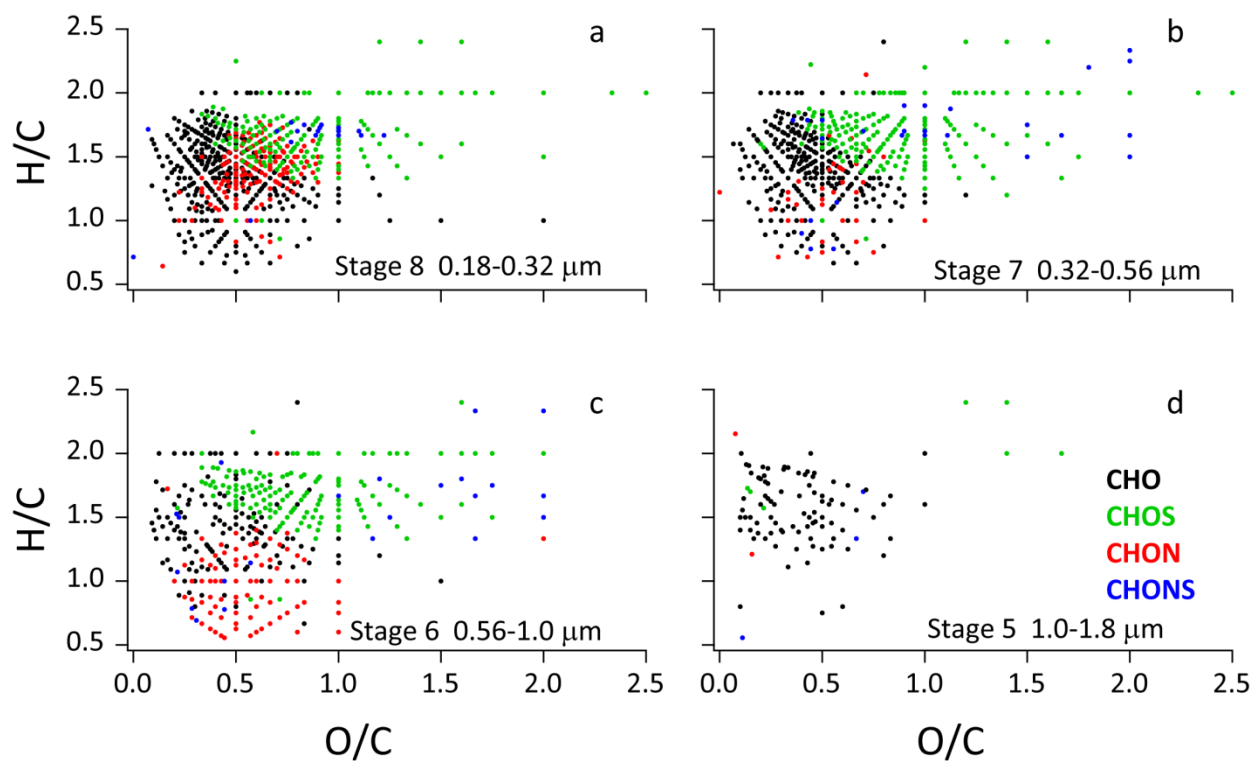 2.5 a b
2.0
H/C 1.5
1.0
0.5 Stage 8 0.18-0.32 μm Stage 7 0.32-0.56 μm
2.5 c d
2.0 CHO
H/C 1.5 CHOS
1.0 CHON
CHONS
0.5 Stage 6 0.56-1.0 μm Stage 5 1.0-1.8 μm
0.0 0.5 1.0 1.5 2.0 2.5 0.0 0.5 1.0 1.5 2.0 2.5
O/C O/C